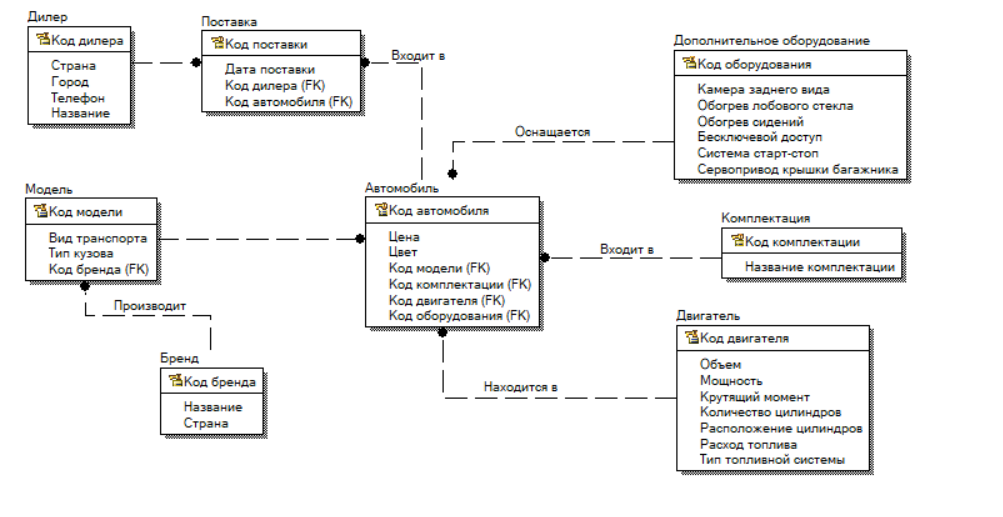 Дилер
Код дилера
Страна
Город
Телефон
Название
Поставка
Код поставки
Дата поставки
Код дилера (FK)
Код автомобиля (FK)
Входит в
Дополнительное оборудование
Код оборудования
Камера заднего вида
Обогрев лобового стекла
Обогрев сидений
Бесключевой доступ
Система старт-стоп
Сервопривод крышки багажника
Оснащается
Модель
Код модели
Вид транспорта
Тип кузова
Код бренда (FK)
Автомобиль
Код автомобиля
Цена
Цвет
Код модели (FK)
Код комплектации (FK)
Код двигателя (FK)
Код оборудования (FK)
Комплектация
Код комплектации
Название комплектации
Входит в
Производит
Бренд
Код бренда
Название
Страна
Находится в
Двигатель
Код двигателя
Объем
Мощность
Крутящий момент
Количество цилиндров
Расположение цилиндров
Расход топлива
Тип топливной системы